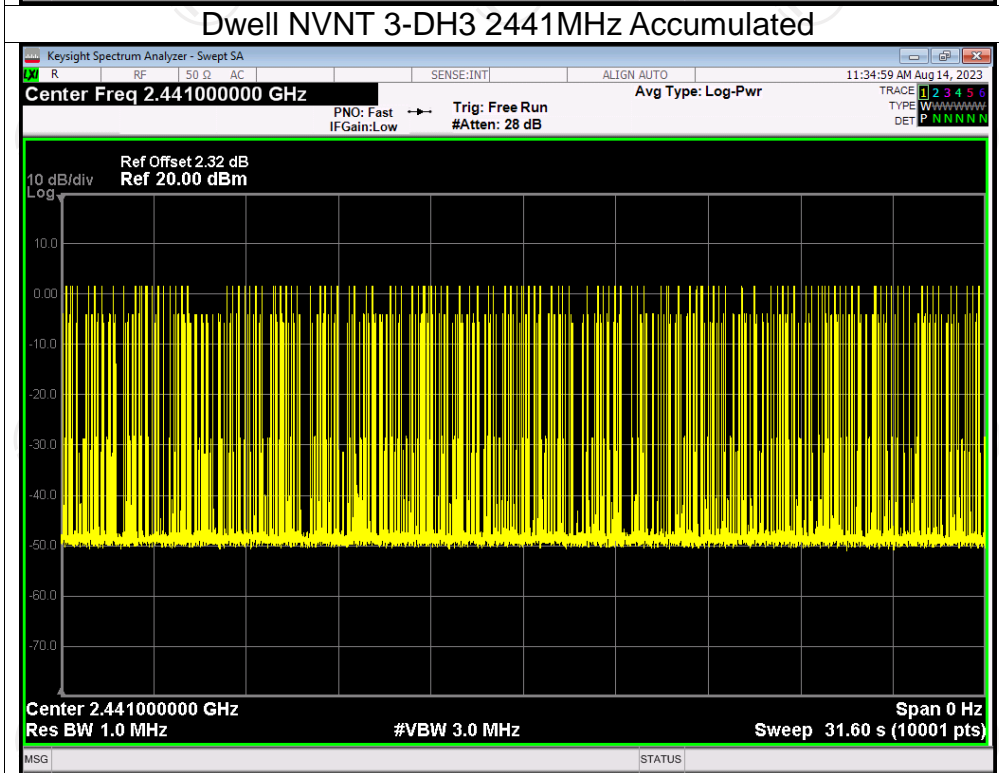 Dwell NVNT 3-DH3 2441MHz Accumulated
Keysight Spectrum Analyzer - Swept SA
LXI R RF 50 Ω AC SENSE:INT ALIGN AUTO 11:34:59 AM Aug 14, 2023
Center Freq 2.441000000 GHz Avg Type: Log-Pwr TRACE 1 2 3 4 5 6
PNO: Fast Trig: Free Run TYPE WWWWWW
IFGain:Low #Atten: 28 dB DET P N N N N N
Ref Offset 2.32 dB
10 dB/div Ref 20.00 dBm
Log
10.0
0.00
-10.0
-20.0
-30.0
-40.0
-50.0
-60.0
-70.0
Center 2.441000000 GHz Span 0 Hz
Res BW 1.0 MHz #VBW 3.0 MHz Sweep 31.60 s (10001 pts)
MSG STATUS